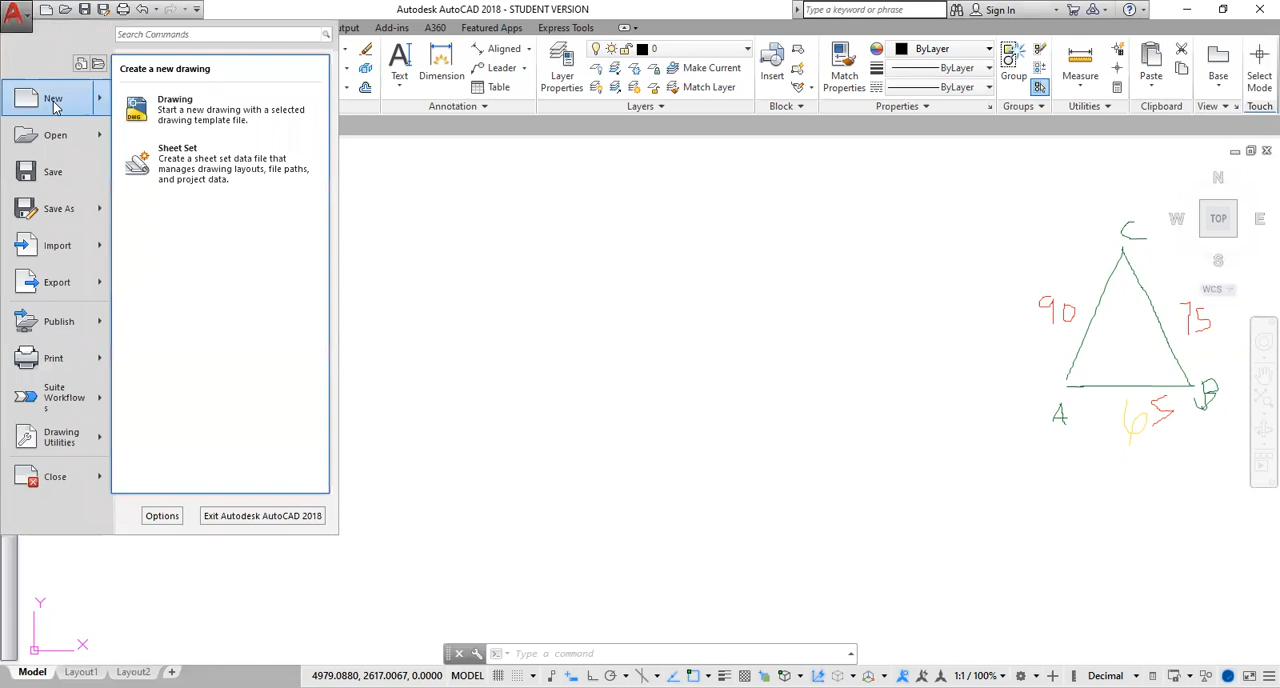 Autodesk AutoCAD 2018 - STUDENT VERSION
Type a keyword or phrase
Sign In
Search Commands
Create a new drawing
New
Drawing
Start a new drawing with a selected
drawing template file.
Sheet Set
Create a sheet set data file that
manages drawing layouts, file paths,
and project data.
Open
Save
Save As
Import
Export
Publish
Print
Suite
Workflow
s
Drawing
Utilities
Close
Options
Exit Autodesk AutoCAD 2018
utput
Add-ins
A360
Featured Apps
Express Tools
Text
Dimension
Aligned
Leader
Table
Annotation
Layer
Properties
0
Make Current
Match Layer
Layers
Insert
Block
Match
Properties
ByLayer
ByLayer
ByLayer
Properties
Group
Groups
Measure
Utilities
Paste
Clipboard
Base
View
Select
Mode
Touch
N
W
TOP
E
S
WCS
C
90
75
A
B
65
Y
X
Type a command
Model
Layout1
Layout2
+
4979.0880, 2617.0067, 0.0000
MODEL
1:1 / 100%
Decimal